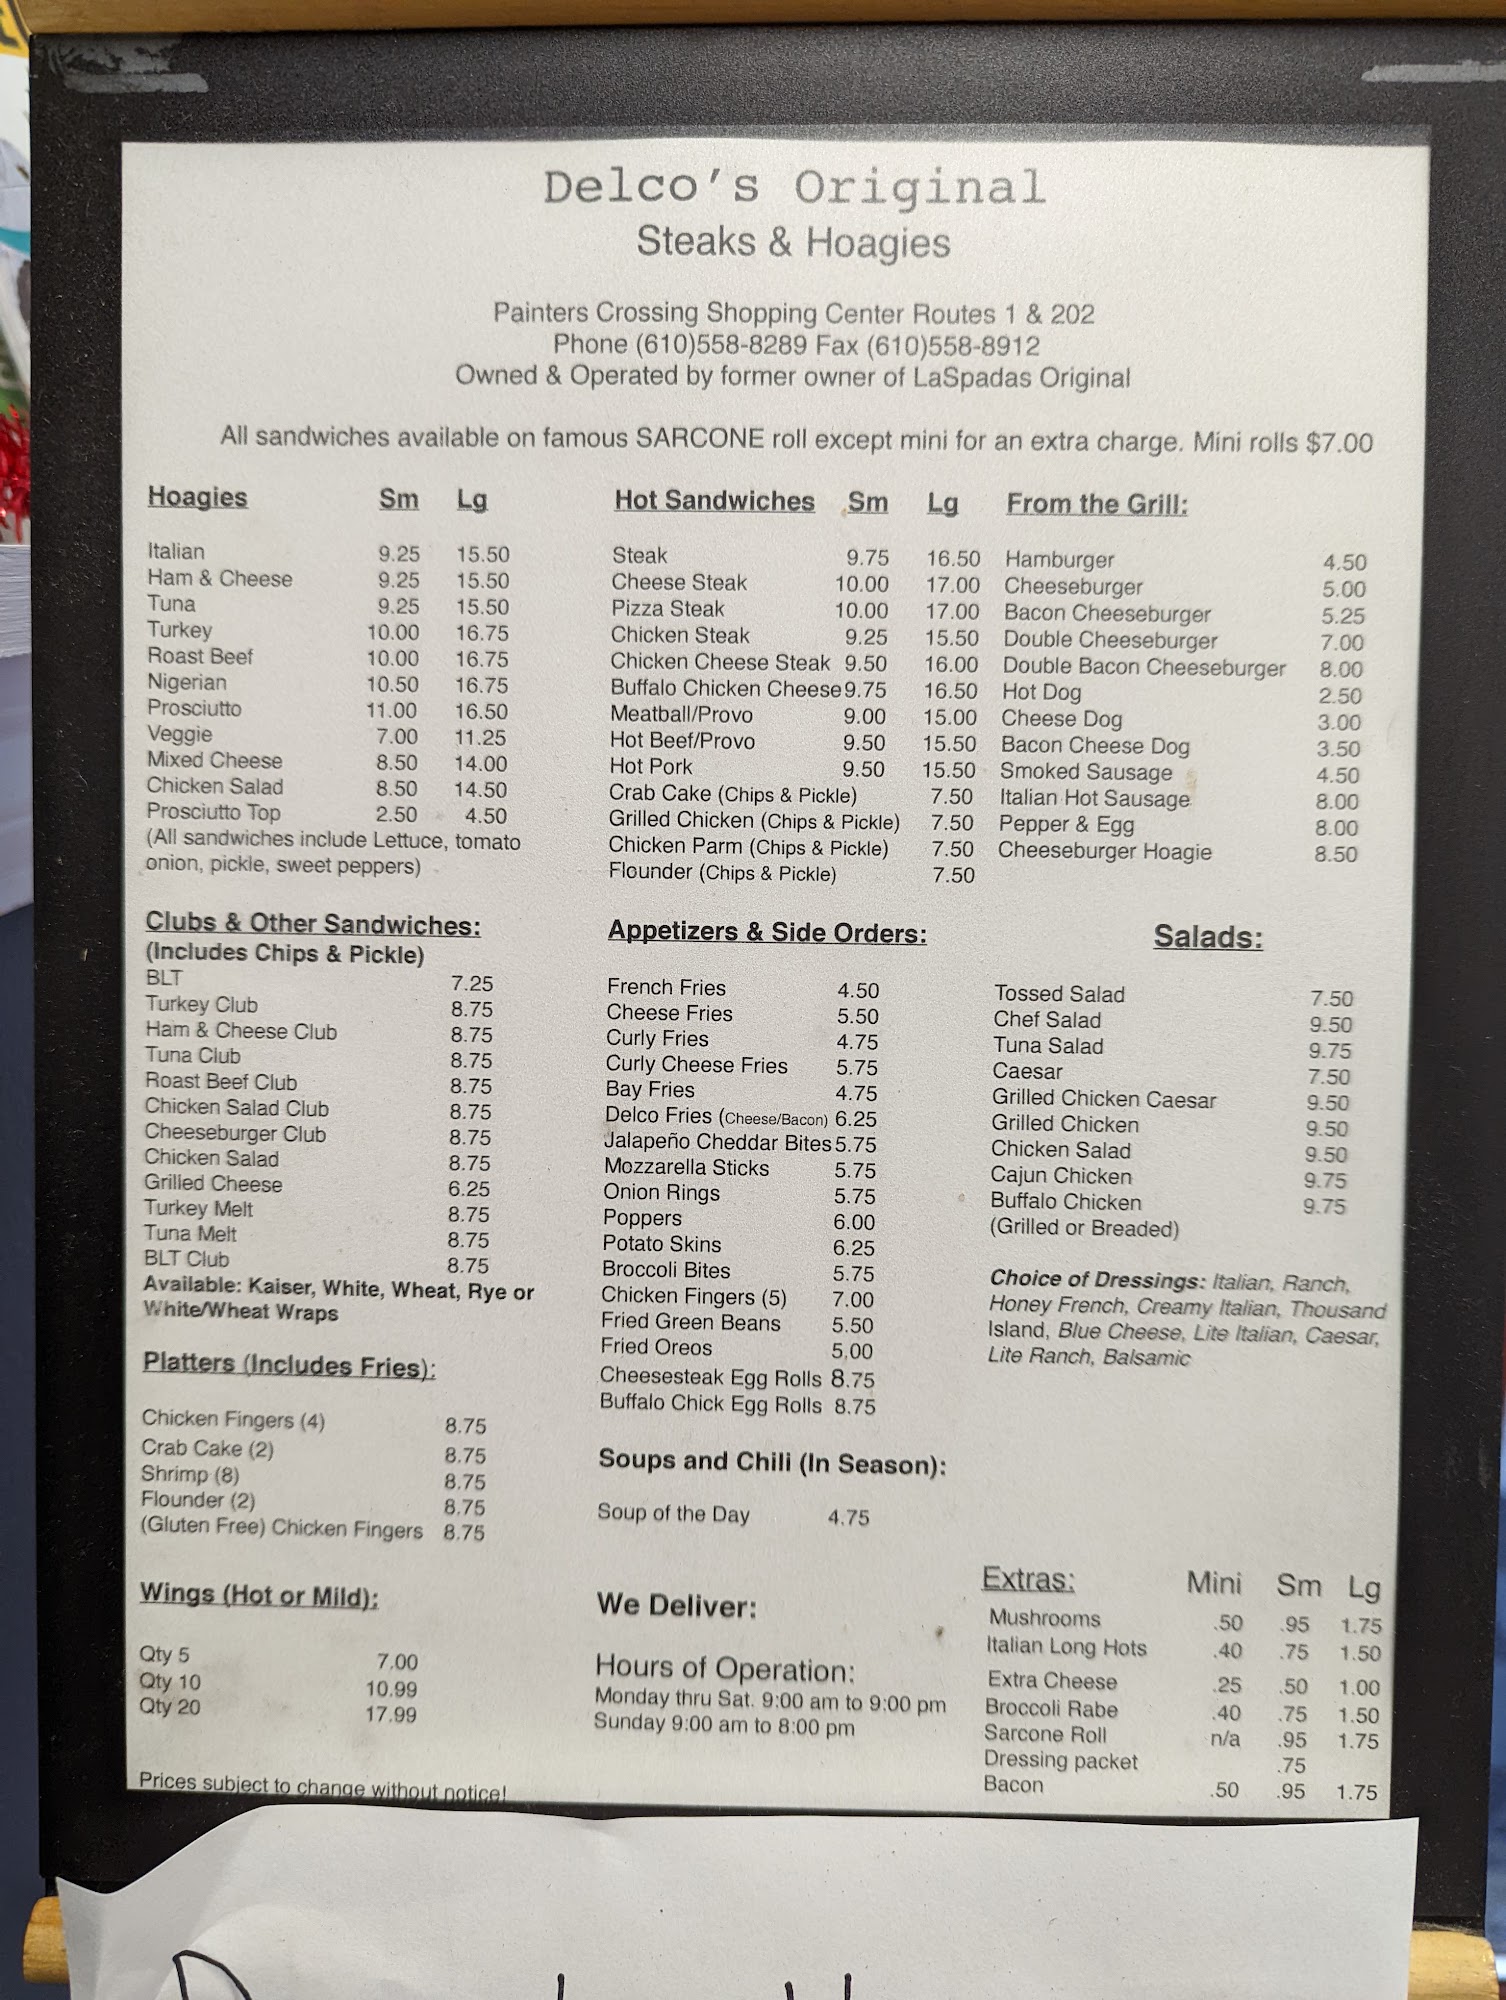 Delco's Original
Steaks & Hoagies
Painters Crossing Shopping Center Routes 1 & 202
Phone (610)558-8289 Fax (610)558-8912
Owned & Operated by former owner of LaSpadas Original
All sandwiches available on famous SARCONE roll except mini for an extra charge. Mini rolls $7.00
Hoagies Sm Lg
Italian 9.25 15.50
Ham & Cheese 9.25 15.50
Tuna 9.25 15.50
Turkey 10.00 16.75
Roast Beef 10.00 16.75
Nigerian 10.50 16.75
Prosciutto 11.00 16.50
Veggie 7.00 11.25
Mixed Cheese 8.50 14.00
Chicken Salad 8.50 14.50
Prosciutto Top 2.50 4.50
(All sandwiches include Lettuce, tomato
onion, pickle, sweet peppers)
Hot Sandwiches Sm Lg
Steak 9.75 16.50
Cheese Steak 10.00 17.00
Pizza Steak 10.00 17.00
Chicken Steak 9.25 15.50
Chicken Cheese Steak 9.50 16.00
Buffalo Chicken Cheese 9.75 16.50
Meatball/Provo 9.00 15.00
Hot Beef/Provo 9.50 15.50
Hot Pork 9.50 15.50
Crab Cake (Chips & Pickle) 7.50
Grilled Chicken (Chips & Pickle) 7.50
Chicken Parm (Chips & Pickle) 7.50
Flounder (Chips & Pickle) 7.50
From the Grill:
Hamburger 4.50
Cheeseburger 5.00
Bacon Cheeseburger 5.25
Double Cheeseburger 7.00
Double Bacon Cheeseburger 8.00
Hot Dog 2.50
Cheese Dog 3.00
Bacon Cheese Dog 3.50
Smoked Sausage 4.50
Italian Hot Sausage 8.00
Pepper & Egg 8.00
Cheeseburger Hoagie 8.50
Clubs & Other Sandwiches:
(Includes Chips & Pickle)
BLT 7.25
Turkey Club 8.75
Ham & Cheese Club 8.75
Tuna Club 8.75
Roast Beef Club 8.75
Chicken Salad Club 8.75
Cheeseburger Club 8.75
Chicken Salad 8.75
Grilled Cheese 6.25
Turkey Melt 8.75
Tuna Melt 8.75
BLT Club 8.75
Available: Kaiser, White, Wheat, Rye or
White/Wheat Wraps
Platters (Includes Fries):
Chicken Fingers (4) 8.75
Crab Cake (2) 8.75
Shrimp (8) 8.75
Flounder (2) 8.75
(Gluten Free) Chicken Fingers 8.75
Wings (Hot or Mild):
Qty 5 7.00
Qty 10 10.99
Qty 20 17.99
Prices subject to change without notice!
Appetizers & Side Orders:
French Fries 4.50
Cheese Fries 5.50
Curly Fries 4.75
Curly Cheese Fries 5.75
Bay Fries 4.75
Delco Fries (Cheese/Bacon) 6.25
Jalapeño Cheddar Bites 5.75
Mozzarella Sticks 5.75
Onion Rings 5.75
Poppers 6.00
Potato Skins 6.25
Broccoli Bites 5.75
Chicken Fingers (5) 7.00
Fried Green Beans 5.50
Fried Oreos 5.00
Cheesesteak Egg Rolls 8.75
Buffalo Chick Egg Rolls 8.75
Soups and Chili (In Season):
Soup of the Day 4.75
We Deliver:
Hours of Operation:
Monday thru Sat. 9:00 am to 9:00 pm
Sunday 9:00 am to 8:00 pm
Salads:
Tossed Salad 7.50
Chef Salad 9.50
Tuna Salad 9.75
Caesar 7.50
Grilled Chicken Caesar 9.50
Grilled Chicken 9.50
Chicken Salad 9.50
Cajun Chicken 9.75
Buffalo Chicken 9.75
(Grilled or Breaded)
Choice of Dressings: Italian, Ranch,
Honey French, Creamy Italian, Thousand
Island, Blue Cheese, Lite Italian, Caesar,
Lite Ranch, Balsamic
Extras: Mini Sm Lg
Mushrooms .50 .95 1.75
Italian Long Hots .40 .75 1.50
Extra Cheese .25 .50 1.00
Broccoli Rabe .40 .75 1.50
Sarcone Roll n/a .95 1.75
Dressing packet .75
Bacon .50 .95 1.75